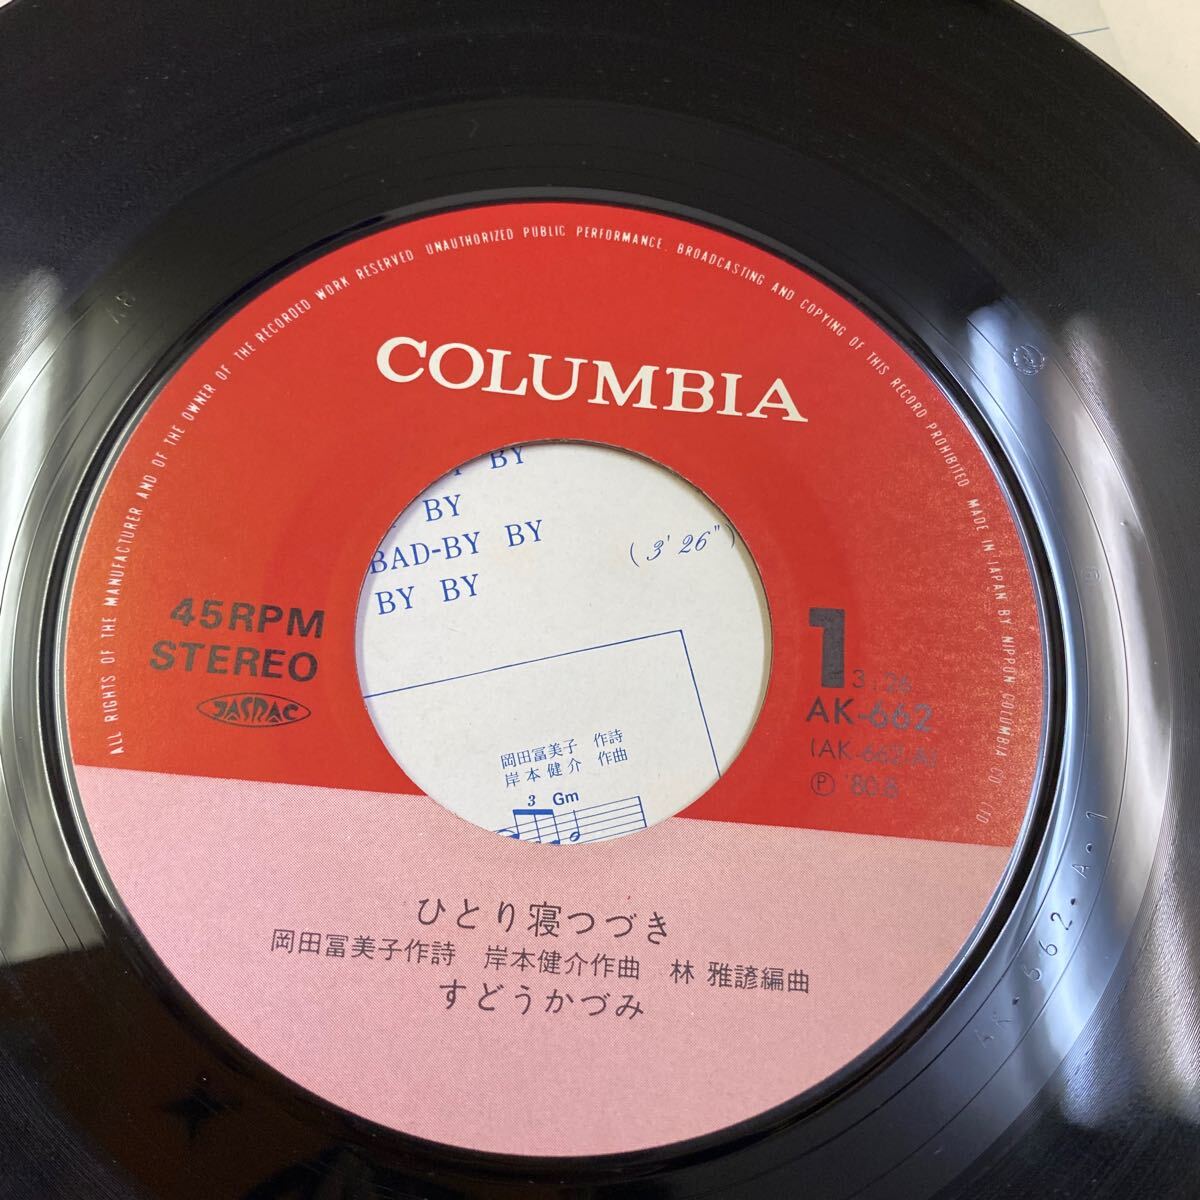 ALL RIGHTS OF THE MANUFACTURER AND OF THE OWNER OF THE RECORDED WORK RESERVED. UNAUTHORIZED PUBLIC PERFORMANCE. BROADCASTING AND COPYING OF THIS RECORD PROHIBITED MADE IN JAPAN BY NIPPON COLUMBIA CO., LTD
COLUMBIA
BY
BY
BAD-BY BY
(3'26")
BY BY
45RPM
STEREO
JASRAC
1
3:26
AK-662
(AK-662-A)
Ⓟ '80.8
岡田冨美子 作詩
岸本健介 作曲
3 Gm
ひとり寝つづき
岡田冨美子作詩 岸本健介作曲 林 雅諺編曲
すどうかづみ
AK-662-A-1